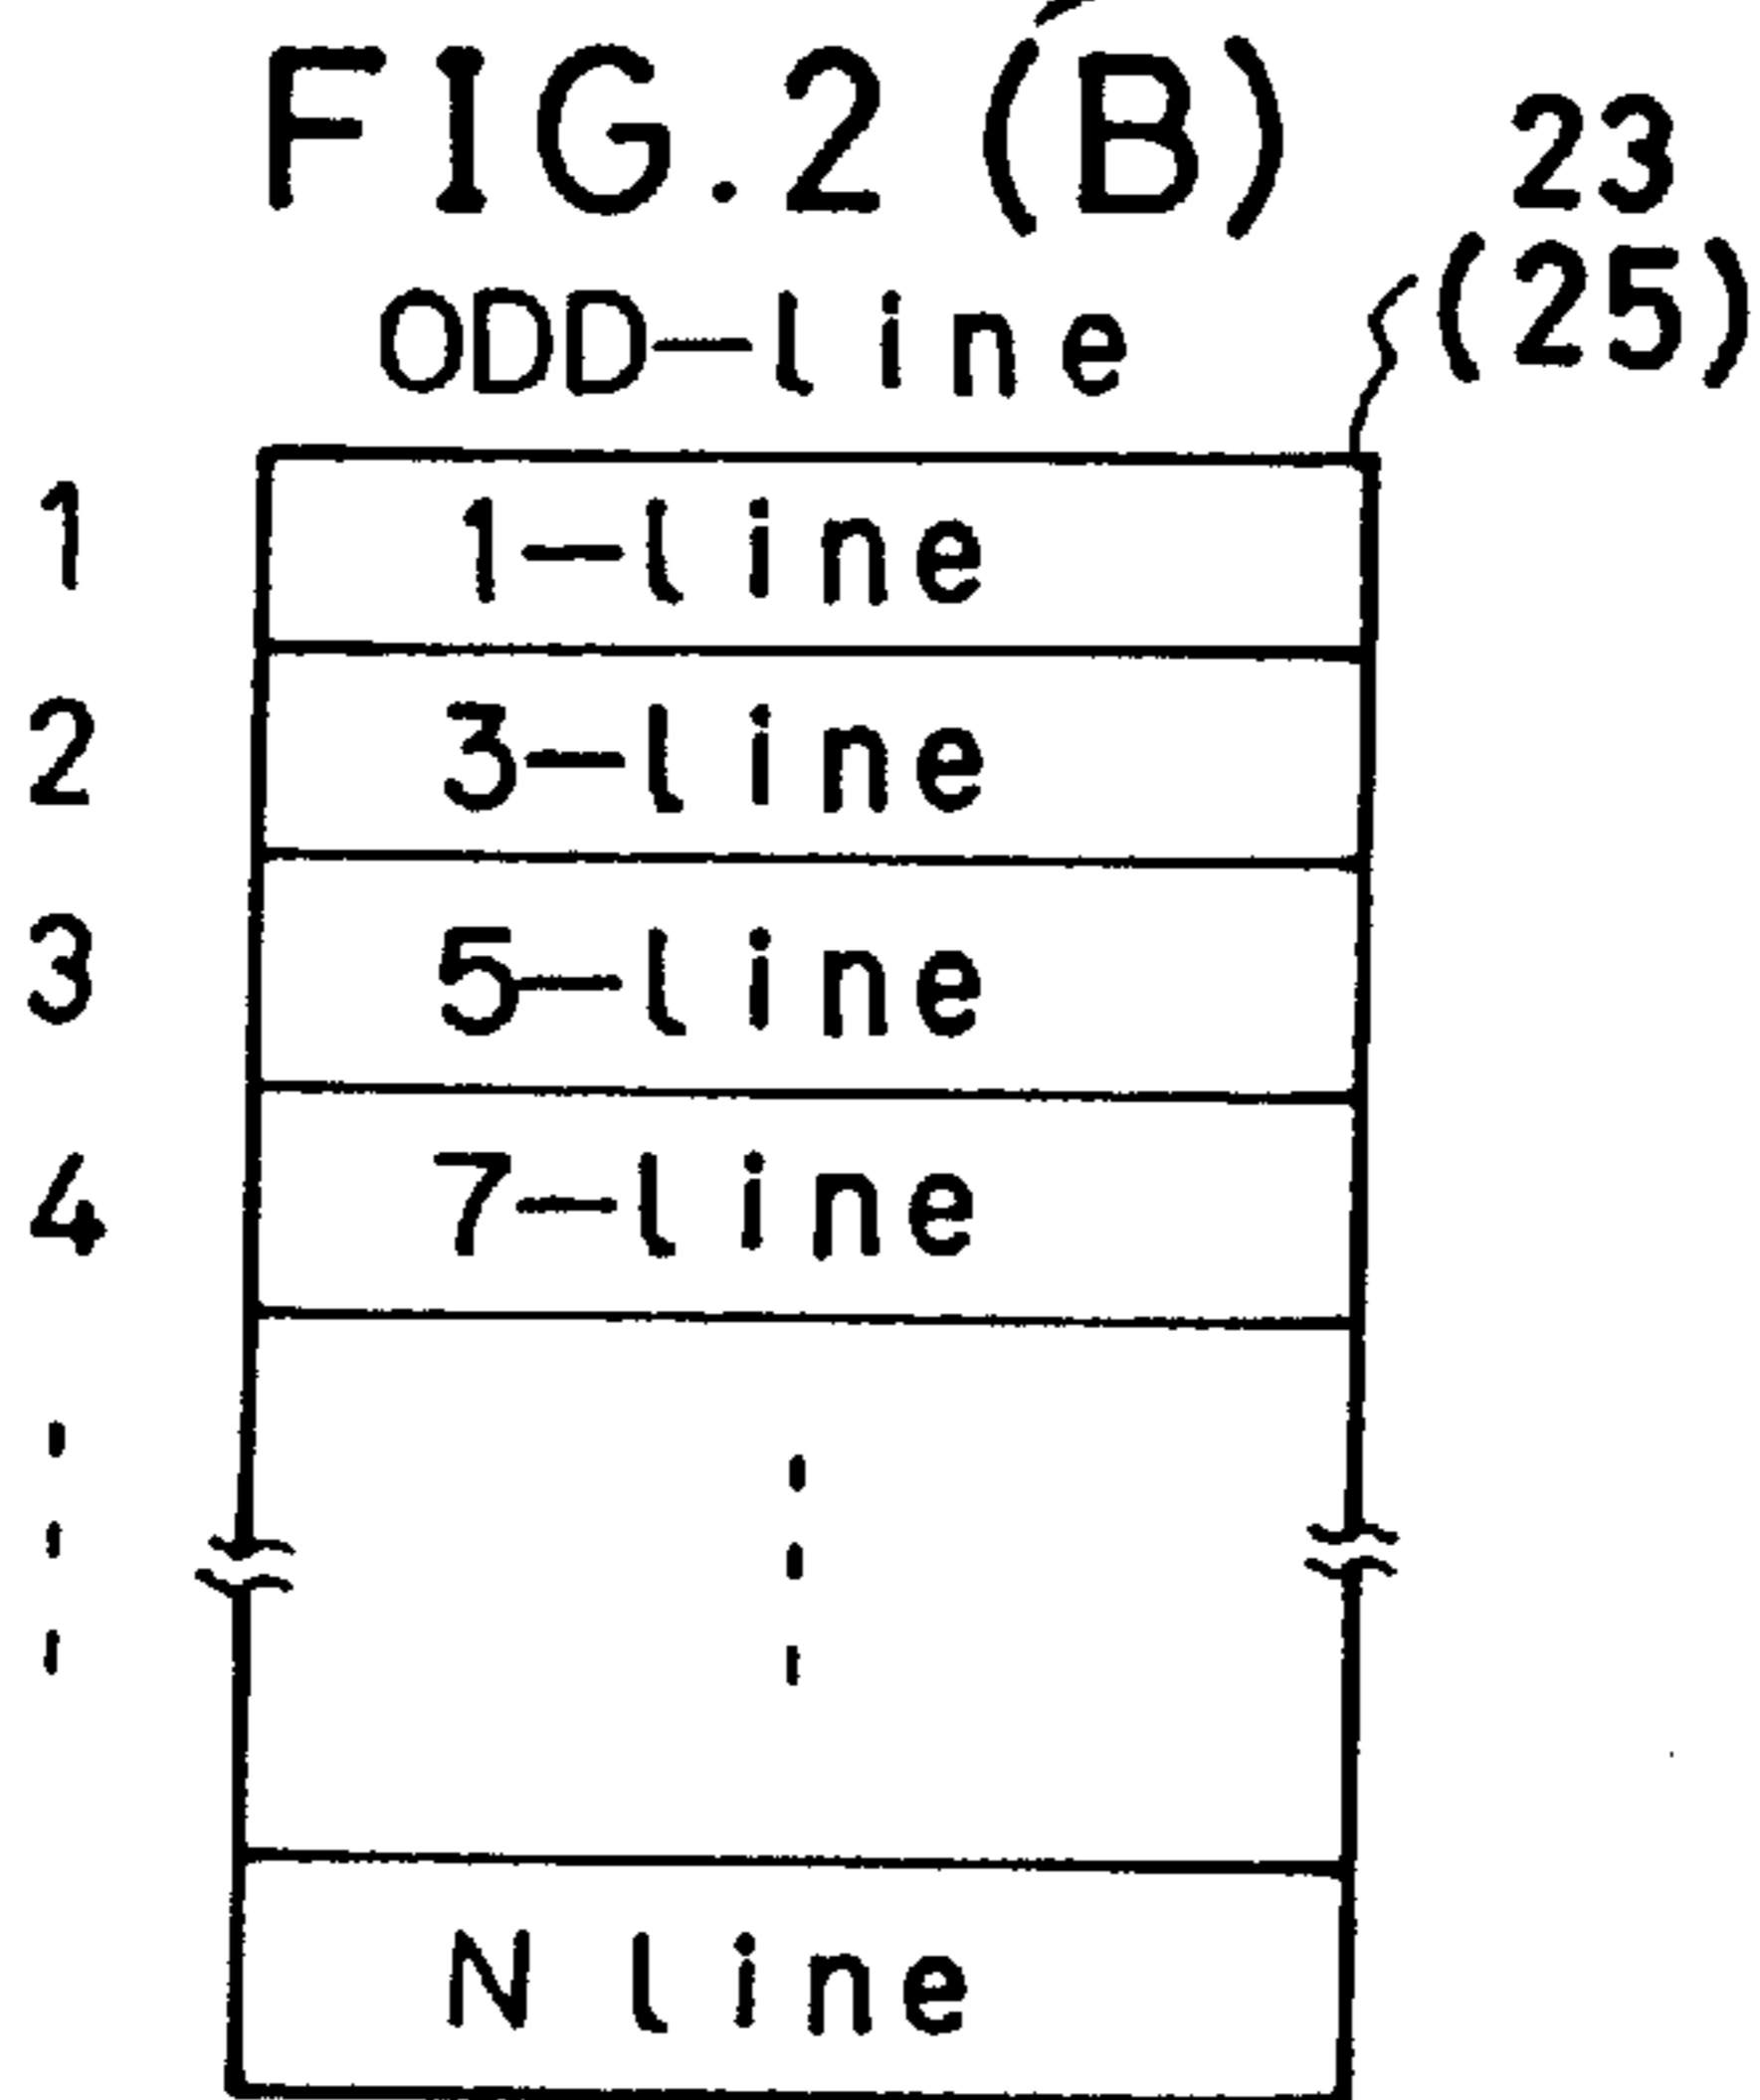 FIG.2 (B)
23
(25)
ODD-line
1 1-line
2 3-line
3 5-line
4 7-line
N line